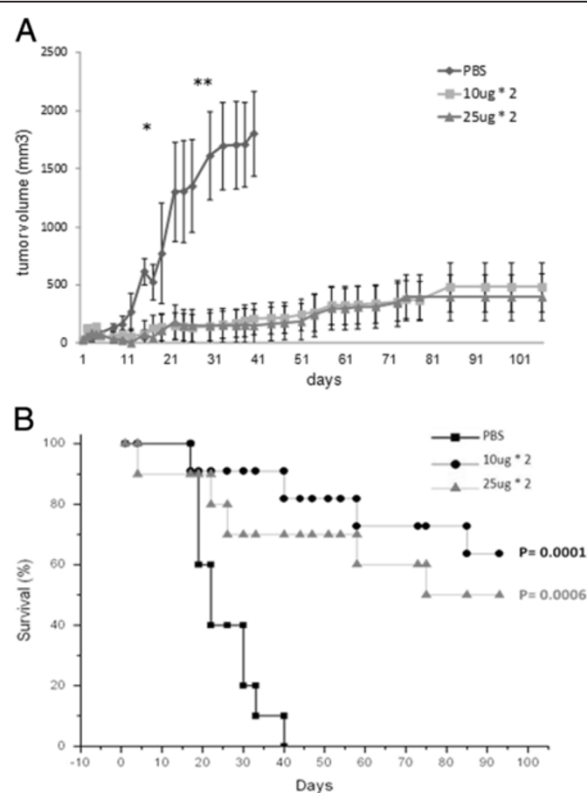 A
2500
2000
1500
1000
500
0
tumor volume (mm3)
*
**
PBS
10ug * 2
25ug * 2
1 11 21 31 41 51 61 71 81 91 101
days
B
100
80
60
40
20
0
Survival (%)
PBS
10ug * 2
25ug * 2
P= 0.0001
P= 0.0006
-10 0 10 20 30 40 50 60 70 80 90 100
Days